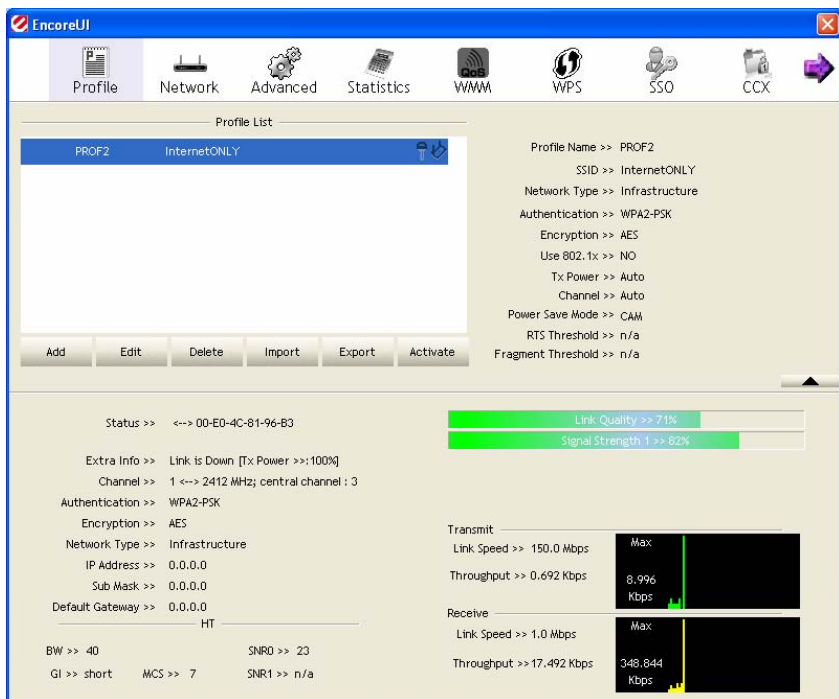 EncoreUI
Profile Network Advanced Statistics WMM WPS SSO CCX
QoS
Profile List
PROF2 InternetONLY
Add Edit Delete Import Export Activate
Profile Name >> PROF2
SSID >> InternetONLY
Network Type >> Infrastructure
Authentication >> WPA2-PSK
Encryption >> AES
Use 802.1x >> NO
Tx Power >> Auto
Channel >> Auto
Power Save Mode >> CAM
RTS Threshold >> n/a
Fragment Threshold >> n/a
Status >> <--> 00-E0-4C-81-96-B3
Extra Info >> Link is Down [Tx Power >>:100%]
Channel >> 1 <--> 2412 MHz; central channel : 3
Authentication >> WPA2-PSK
Encryption >> AES
Network Type >> Infrastructure
IP Address >> 0.0.0.0
Sub Mask >> 0.0.0.0
Default Gateway >> 0.0.0.0
HT
BW >> 40 SNR0 >> 23
GI >> short MCS >> 7 SNR1 >> n/a
Link Quality >> 71%
Signal Strength 1 >> 82%
Transmit
Link Speed >> 150.0 Mbps
Throughput >> 0.692 Kbps
Max
8.996
Kbps
Receive
Link Speed >> 1.0 Mbps
Throughput >> 17.492 Kbps
Max
348.844
Kbps